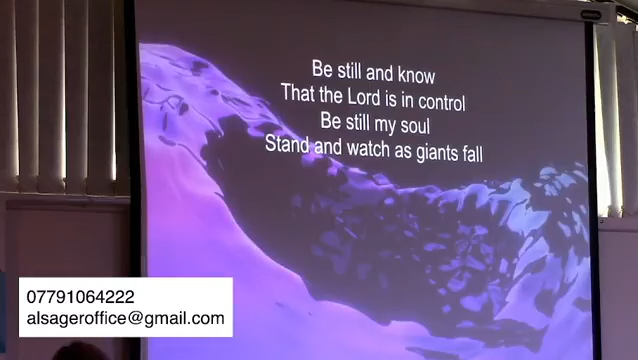 Be still and know
That the Lord is in control
Be still my soul
Stand and watch as giants fall
07791064222
alsageroffice@gmail.com